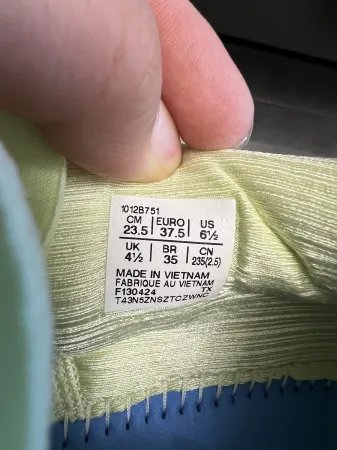 1012B751
CM EURO US
23.5 37.5 6½
UK BR CN
4½ 35 235(2.5)
MADE IN VIETNAM
FABRIQUE AU VIETNAM
F130424 TX
T43N5ZNSZTCZWNC